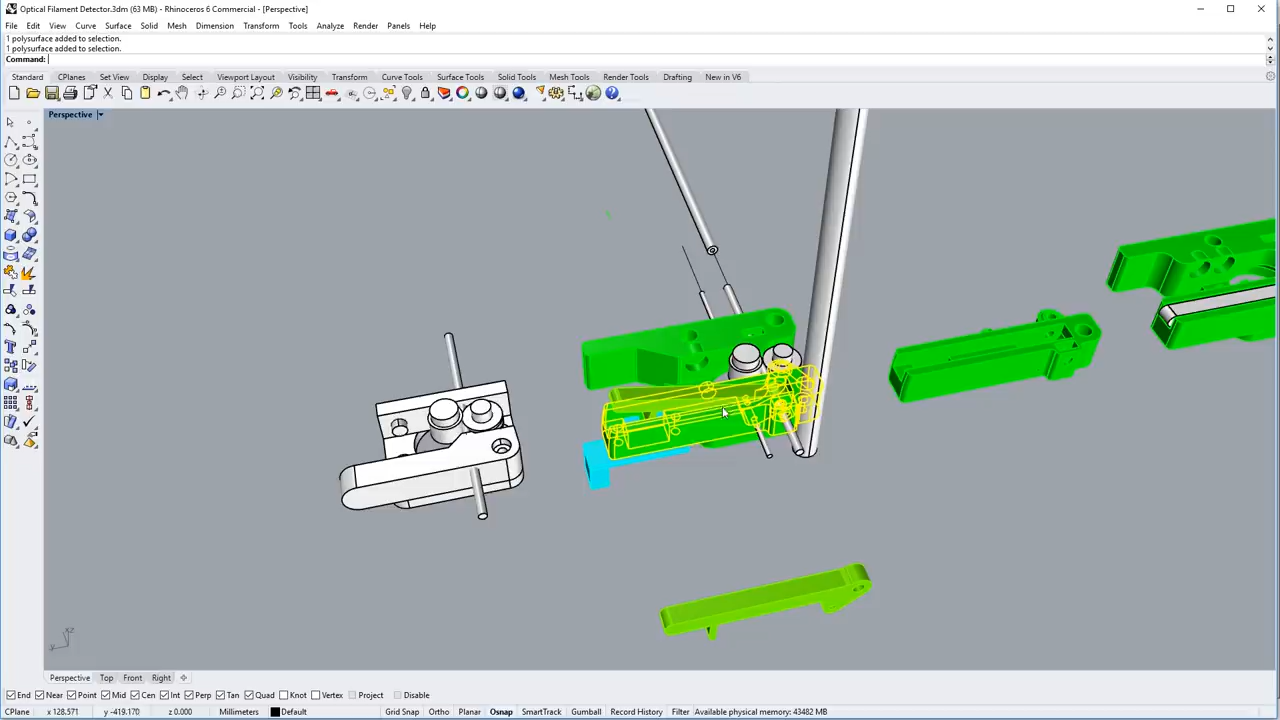 Optical Filament Detector.3dm (63 MB) - Rhinoceros 6 Commercial - [Perspective]
File Edit View Curve Surface Solid Mesh Dimension Transform Tools Analyze Render Panels Help
1 polysurface added to selection.
1 polysurface added to selection.
Command:
Standard CPlanes Set View Display Select Viewport Layout Visibility Transform Curve Tools Surface Tools Solid Tools Mesh Tools Render Tools Drafting New in V6
Perspective
Perspective Top Front Right
End Near Point Mid Cen Int Perp Tan Quad Knot Vertex Project Disable
CPlane x 128.571 y -419.170 z 0.000 Millimeters Default Grid Snap Ortho Planar Osnap SmartTrack Gumball Record History Filter Available physical memory: 43482 MB